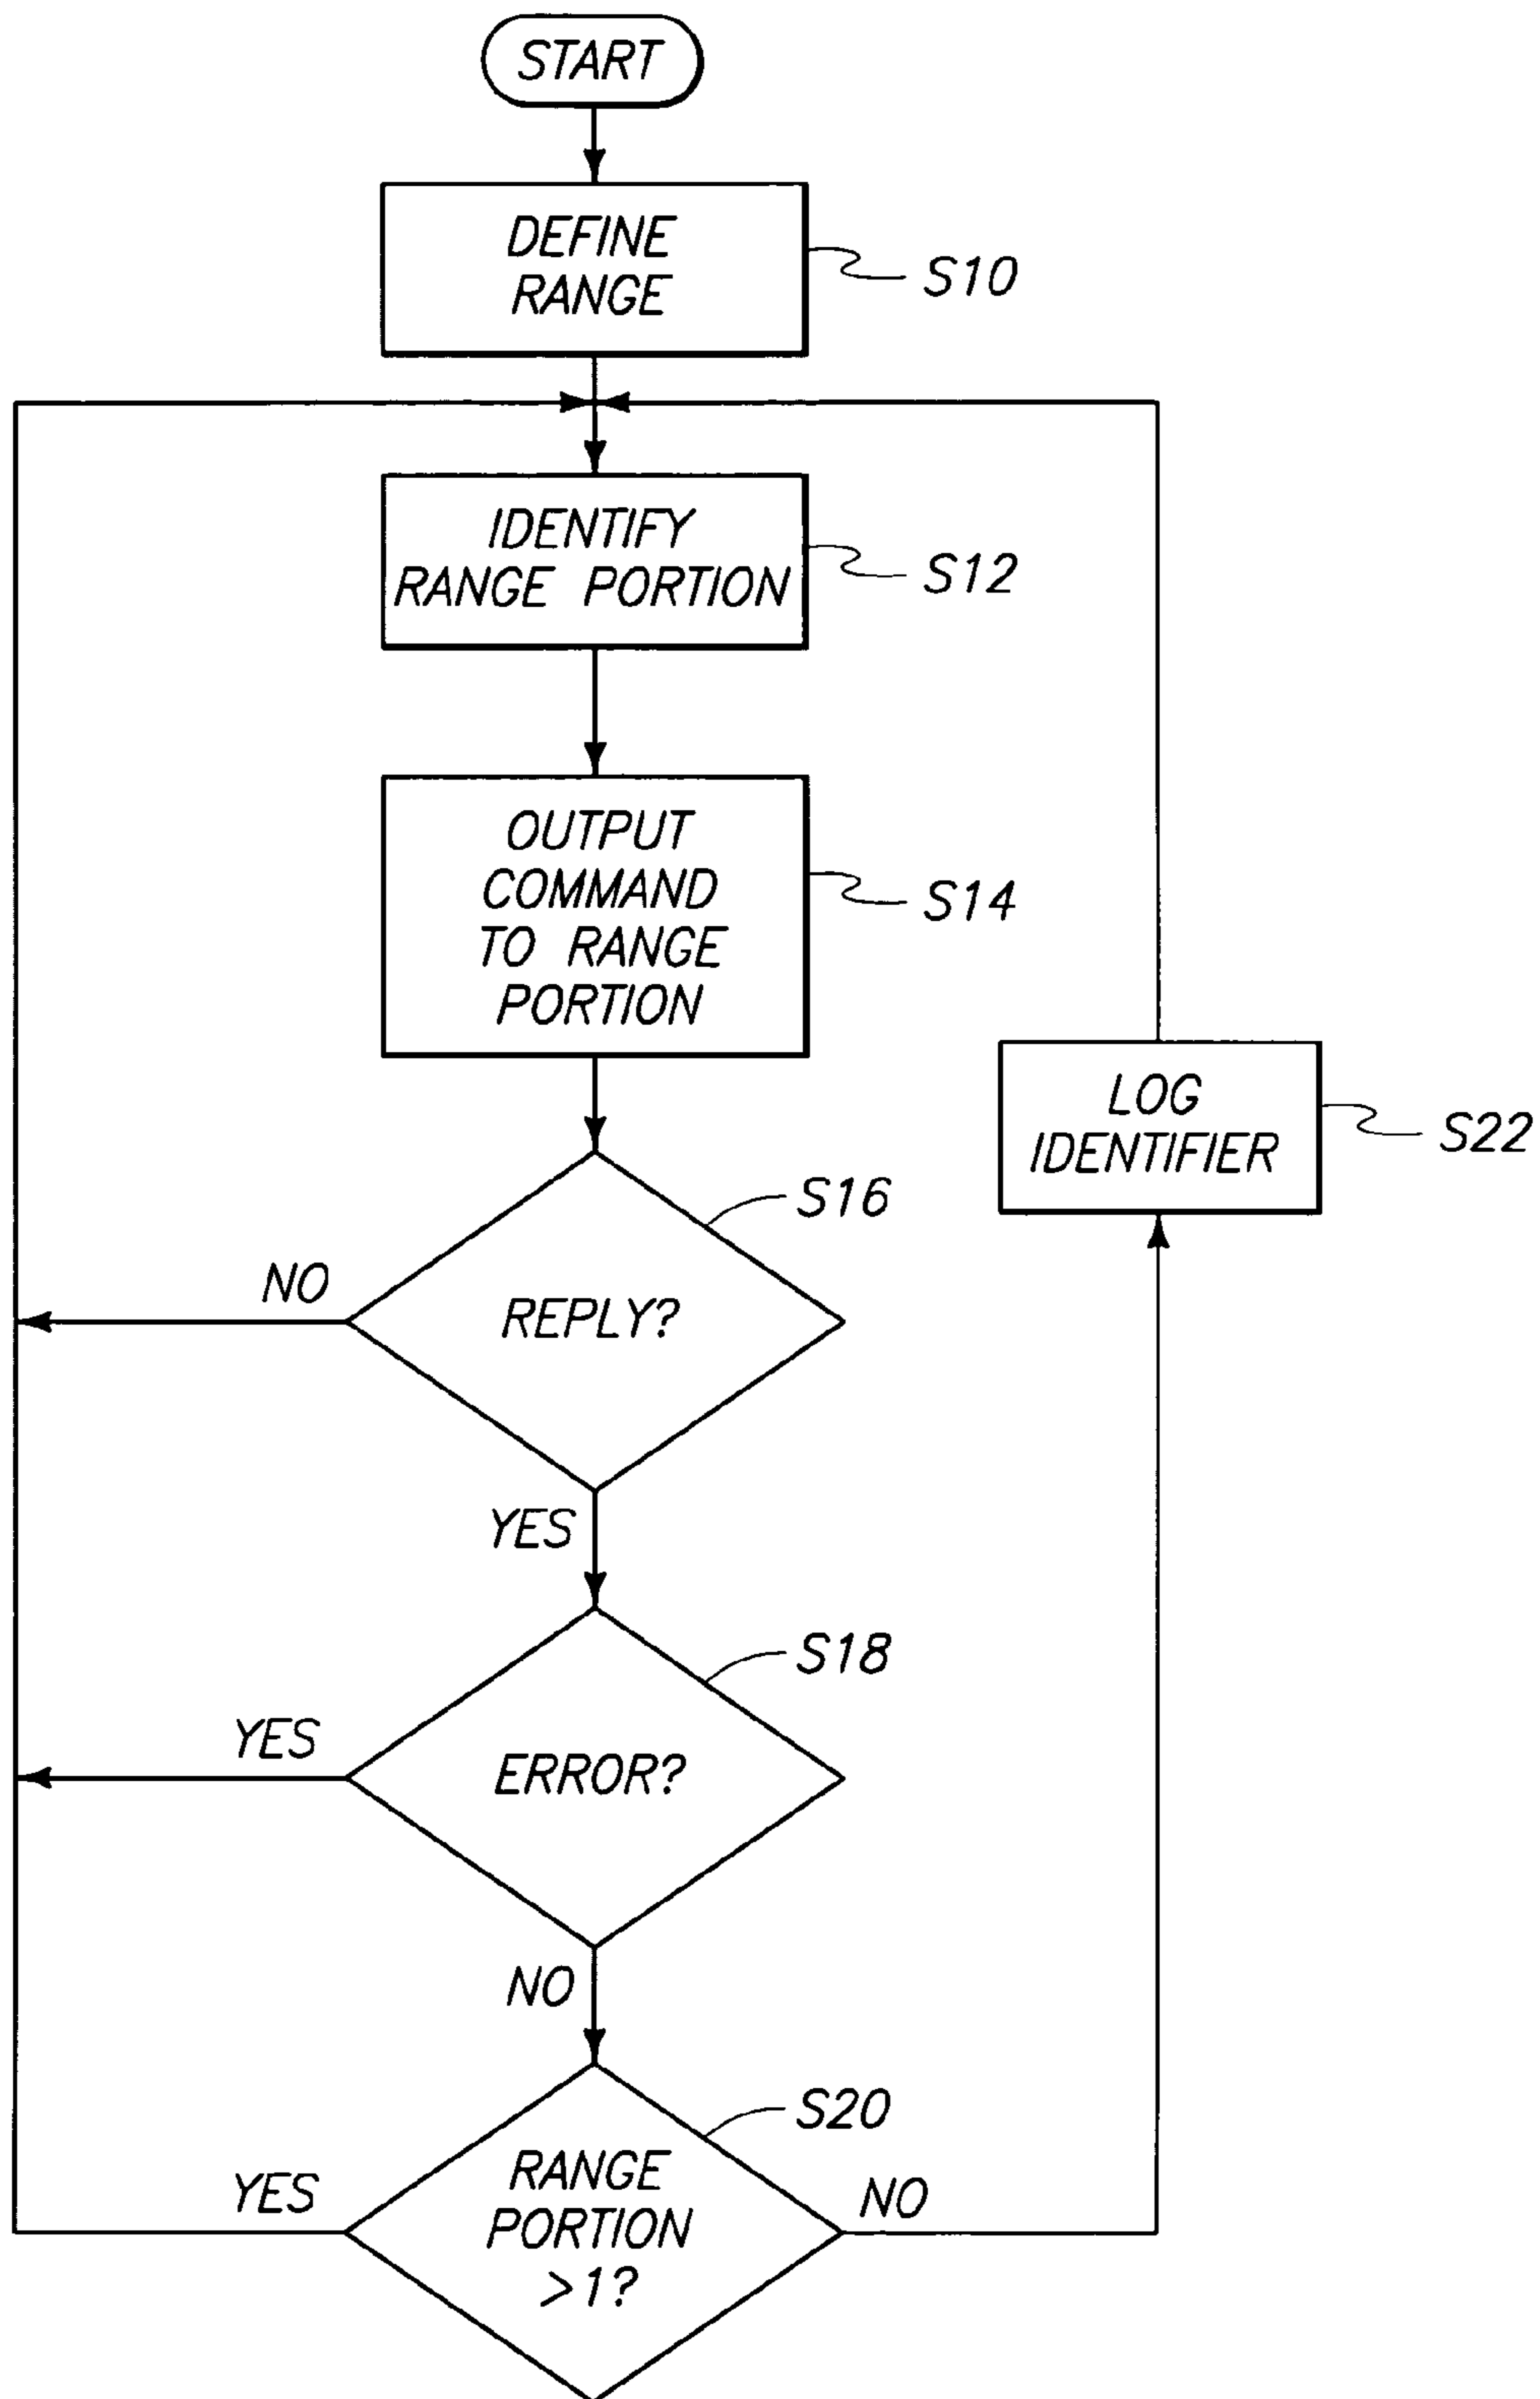 START
DEFINE
RANGE
S10
IDENTIFY
RANGE PORTION
S12
OUTPUT
COMMAND
TO RANGE
PORTION
S14
LOG
IDENTIFIER
S22
S16
NO
REPLY?
YES
S18
YES
ERROR?
NO
S20
YES
RANGE
PORTION
>1?
NO